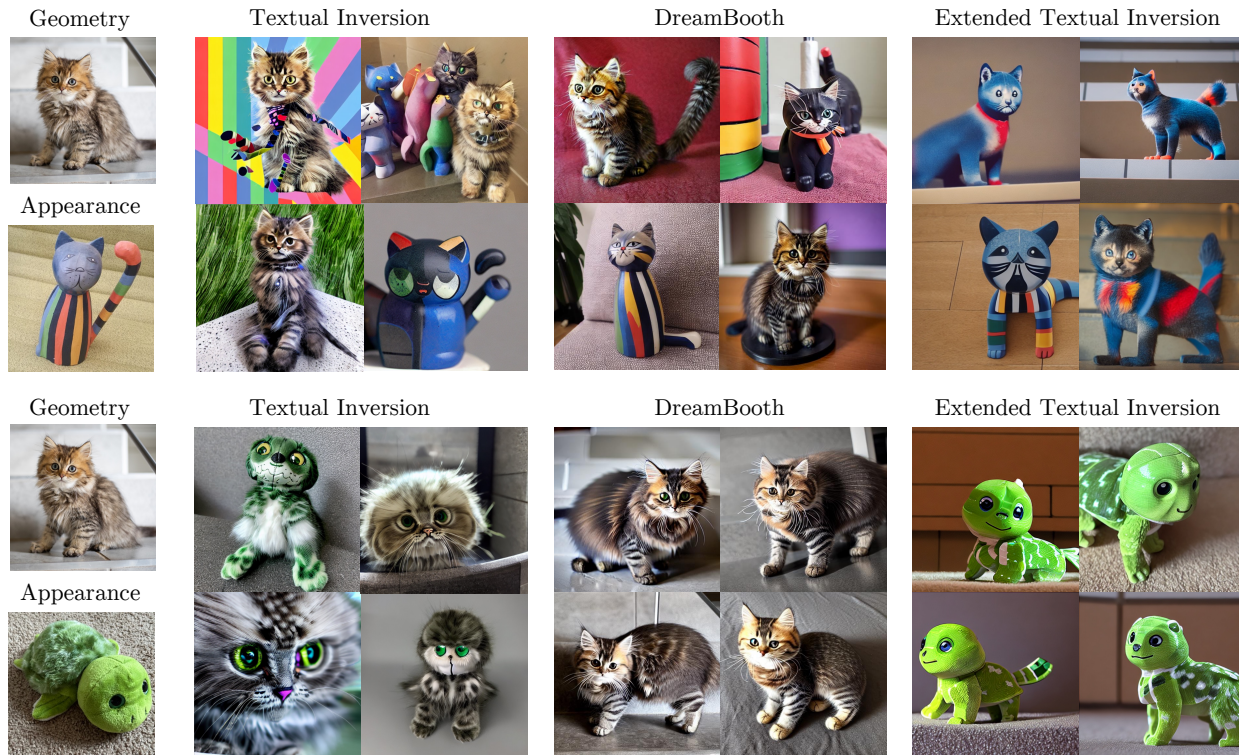 Geometry
Textual Inversion
DreamBooth
Extended Textual Inversion
Appearance
Geometry
Textual Inversion
DreamBooth
Extended Textual Inversion
Appearance